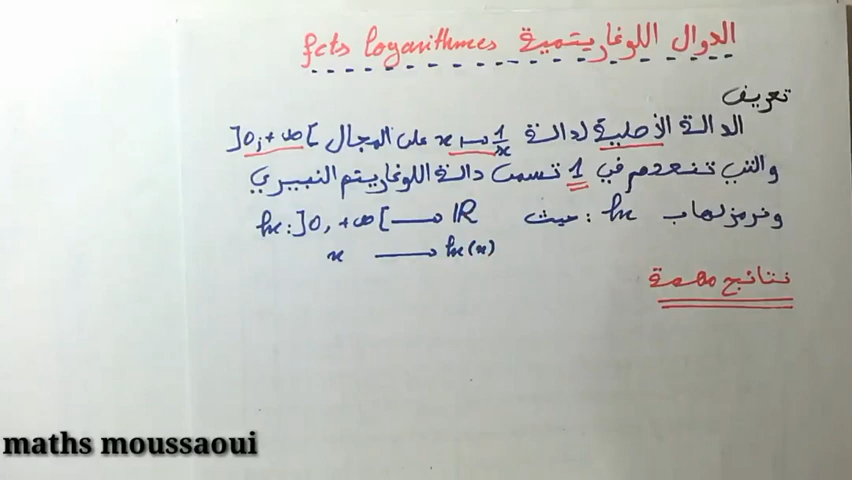 الدوال اللوغاريتمية fcts logarithmes
تعريف
الدالة الأصلية لدالة x → 1/x على المجال ]0;+∞[
والتي تنعدم في 1 تسمى دالة اللوغاريتم النبيري
ونرمز لها ب ln : حيث ln : ]0,+∞[ → IR
x → ln(x)
نتائج مهمة
maths moussaoui